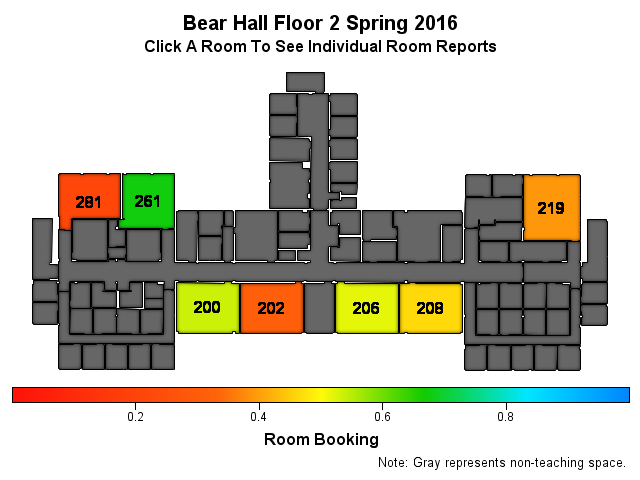 Bear Hall Floor 2 Spring 2016
Click A Room To See Individual Room Reports
281
261
219
200
202
206
208
0.2
0.4
0.6
0.8
Room Booking
Note: Gray represents non-teaching space.